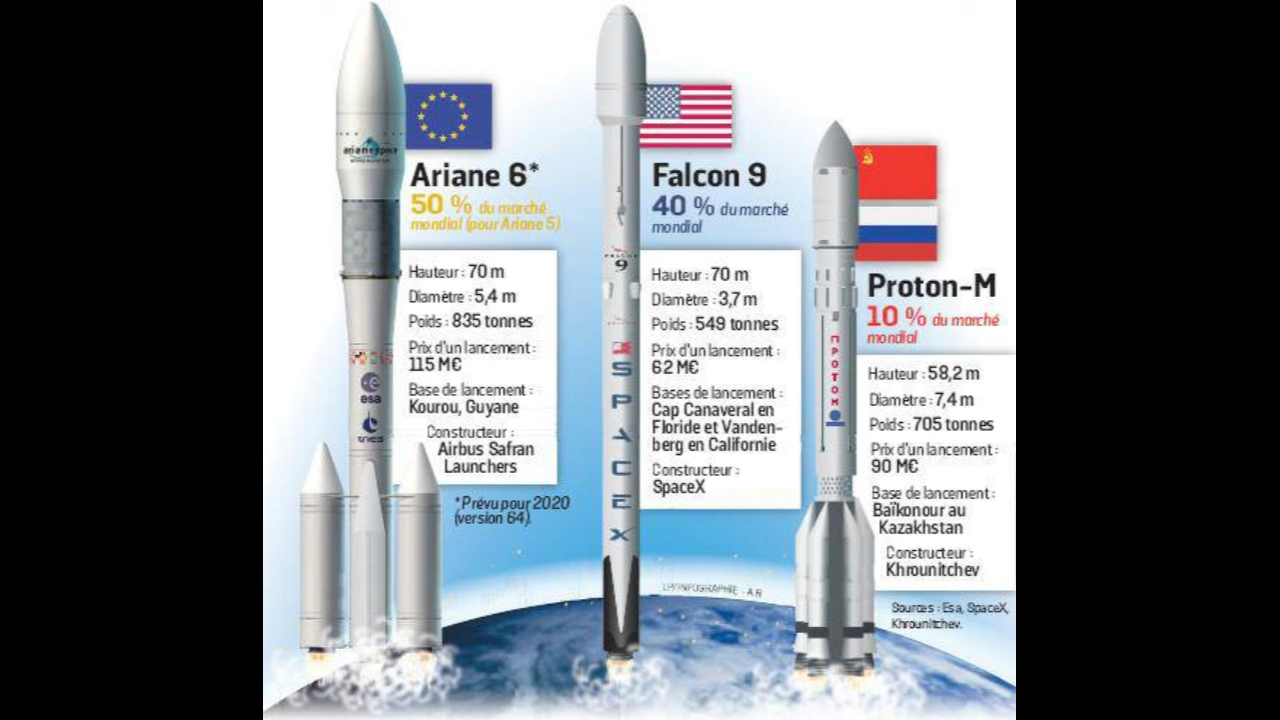 Ariane 6*
50 % du marché
mondial (pour Ariane 5)
Hauteur : 70 m
Diamètre : 5,4 m
Poids : 835 tonnes
Prix d'un lancement :
115 M€
Base de lancement :
Kourou, Guyane
Constructeur :
Airbus Safran
Launchers
*Prévu pour 2020
(version 64).
arianespace
esa
cnes
Falcon 9
40 % du marché
mondial
Hauteur : 70 m
Diamètre : 3,7 m
Poids : 549 tonnes
Prix d'un lancement :
62 M€
Bases de lancement :
Cap Canaveral en
Floride et Vanden-
berg en Californie
Constructeur :
SpaceX
FALCON
9
SPACEX
Proton-M
10 % du marché
mondial
Hauteur : 58,2 m
Diamètre : 7,4 m
Poids : 705 tonnes
Prix d'un lancement :
90 M€
Base de lancement :
Baïkonour au
Kazakhstan
Constructeur :
Khrounitchev
ПРОТОН
Sources : Esa, SpaceX,
Khrounitchev.